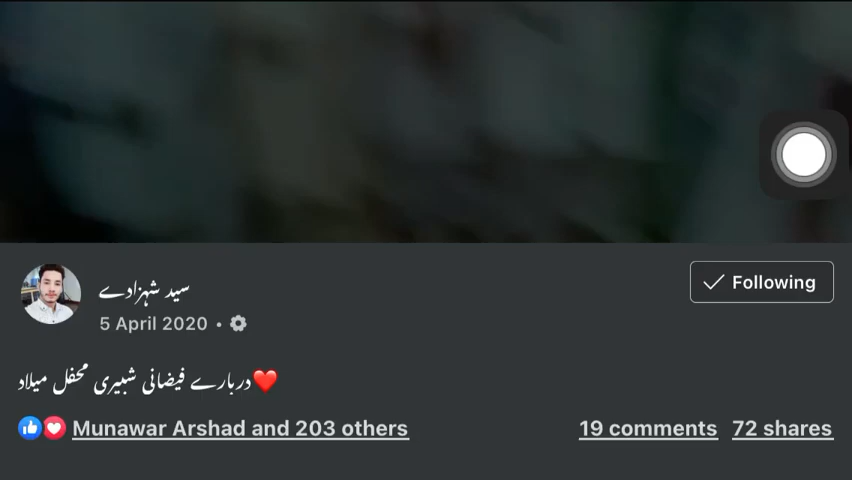 سید شہزادے
Following
5 April 2020 •
دربارے فیضانی شبیری محفل میلاد❤️
Munawar Arshad and 203 others
19 comments 72 shares